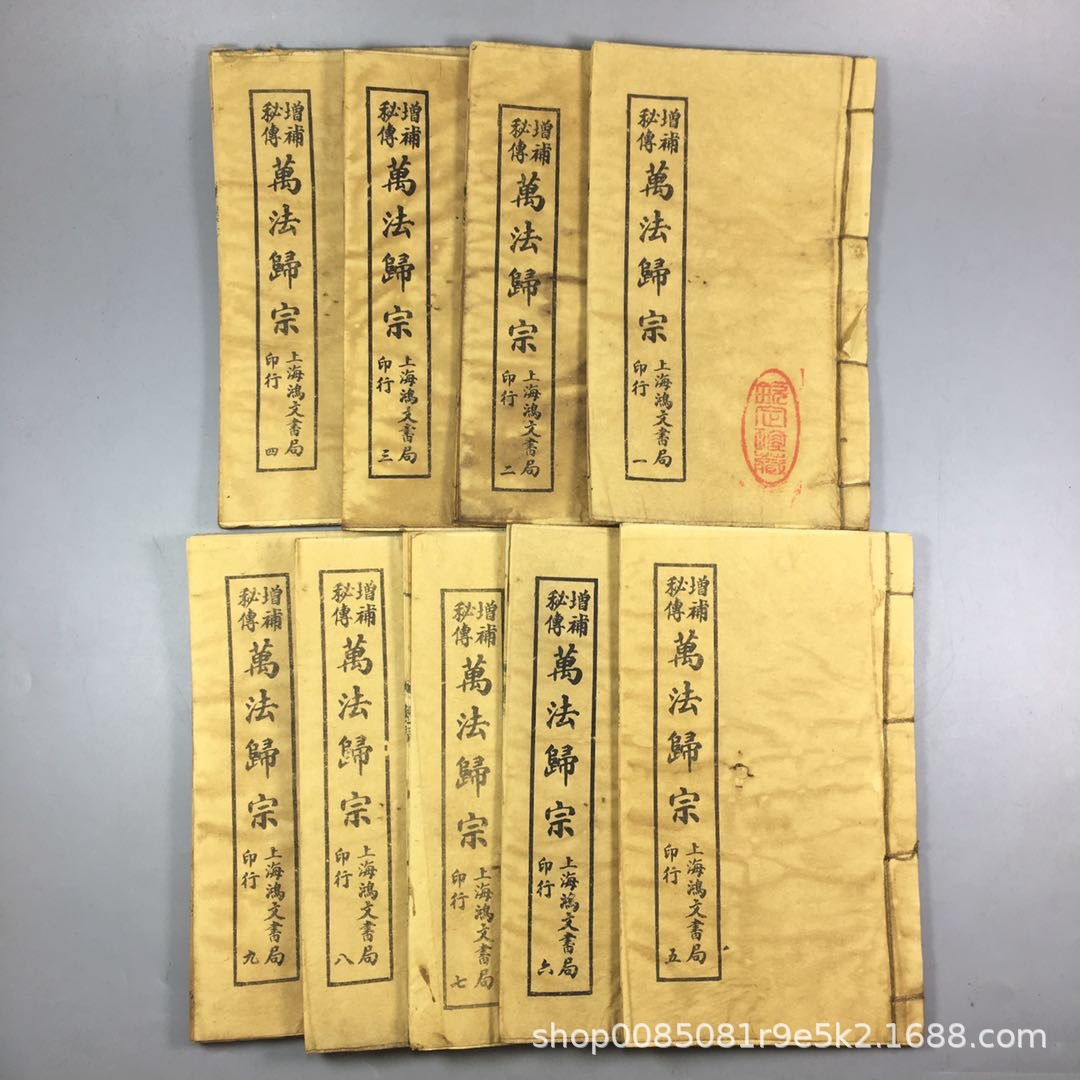 增補
秘傳
萬法歸宗
上海鴻文書局
印行
一
增補
秘傳
萬法歸宗
上海鴻文書局
印行
二
增補
秘傳
萬法歸宗
上海鴻文書局
印行
三
增補
秘傳
萬法歸宗
上海鴻文書局
印行
四
增補
秘傳
萬法歸宗
上海鴻文書局
印行
五
增補
秘傳
萬法歸宗
上海鴻文書局
印行
六
增補
秘傳
萬法歸宗
上海鴻文書局
印行
七
增補
秘傳
萬法歸宗
上海鴻文書局
印行
八
增補
秘傳
萬法歸宗
上海鴻文書局
印行
九
shop0085081r9e5k2.1688.com